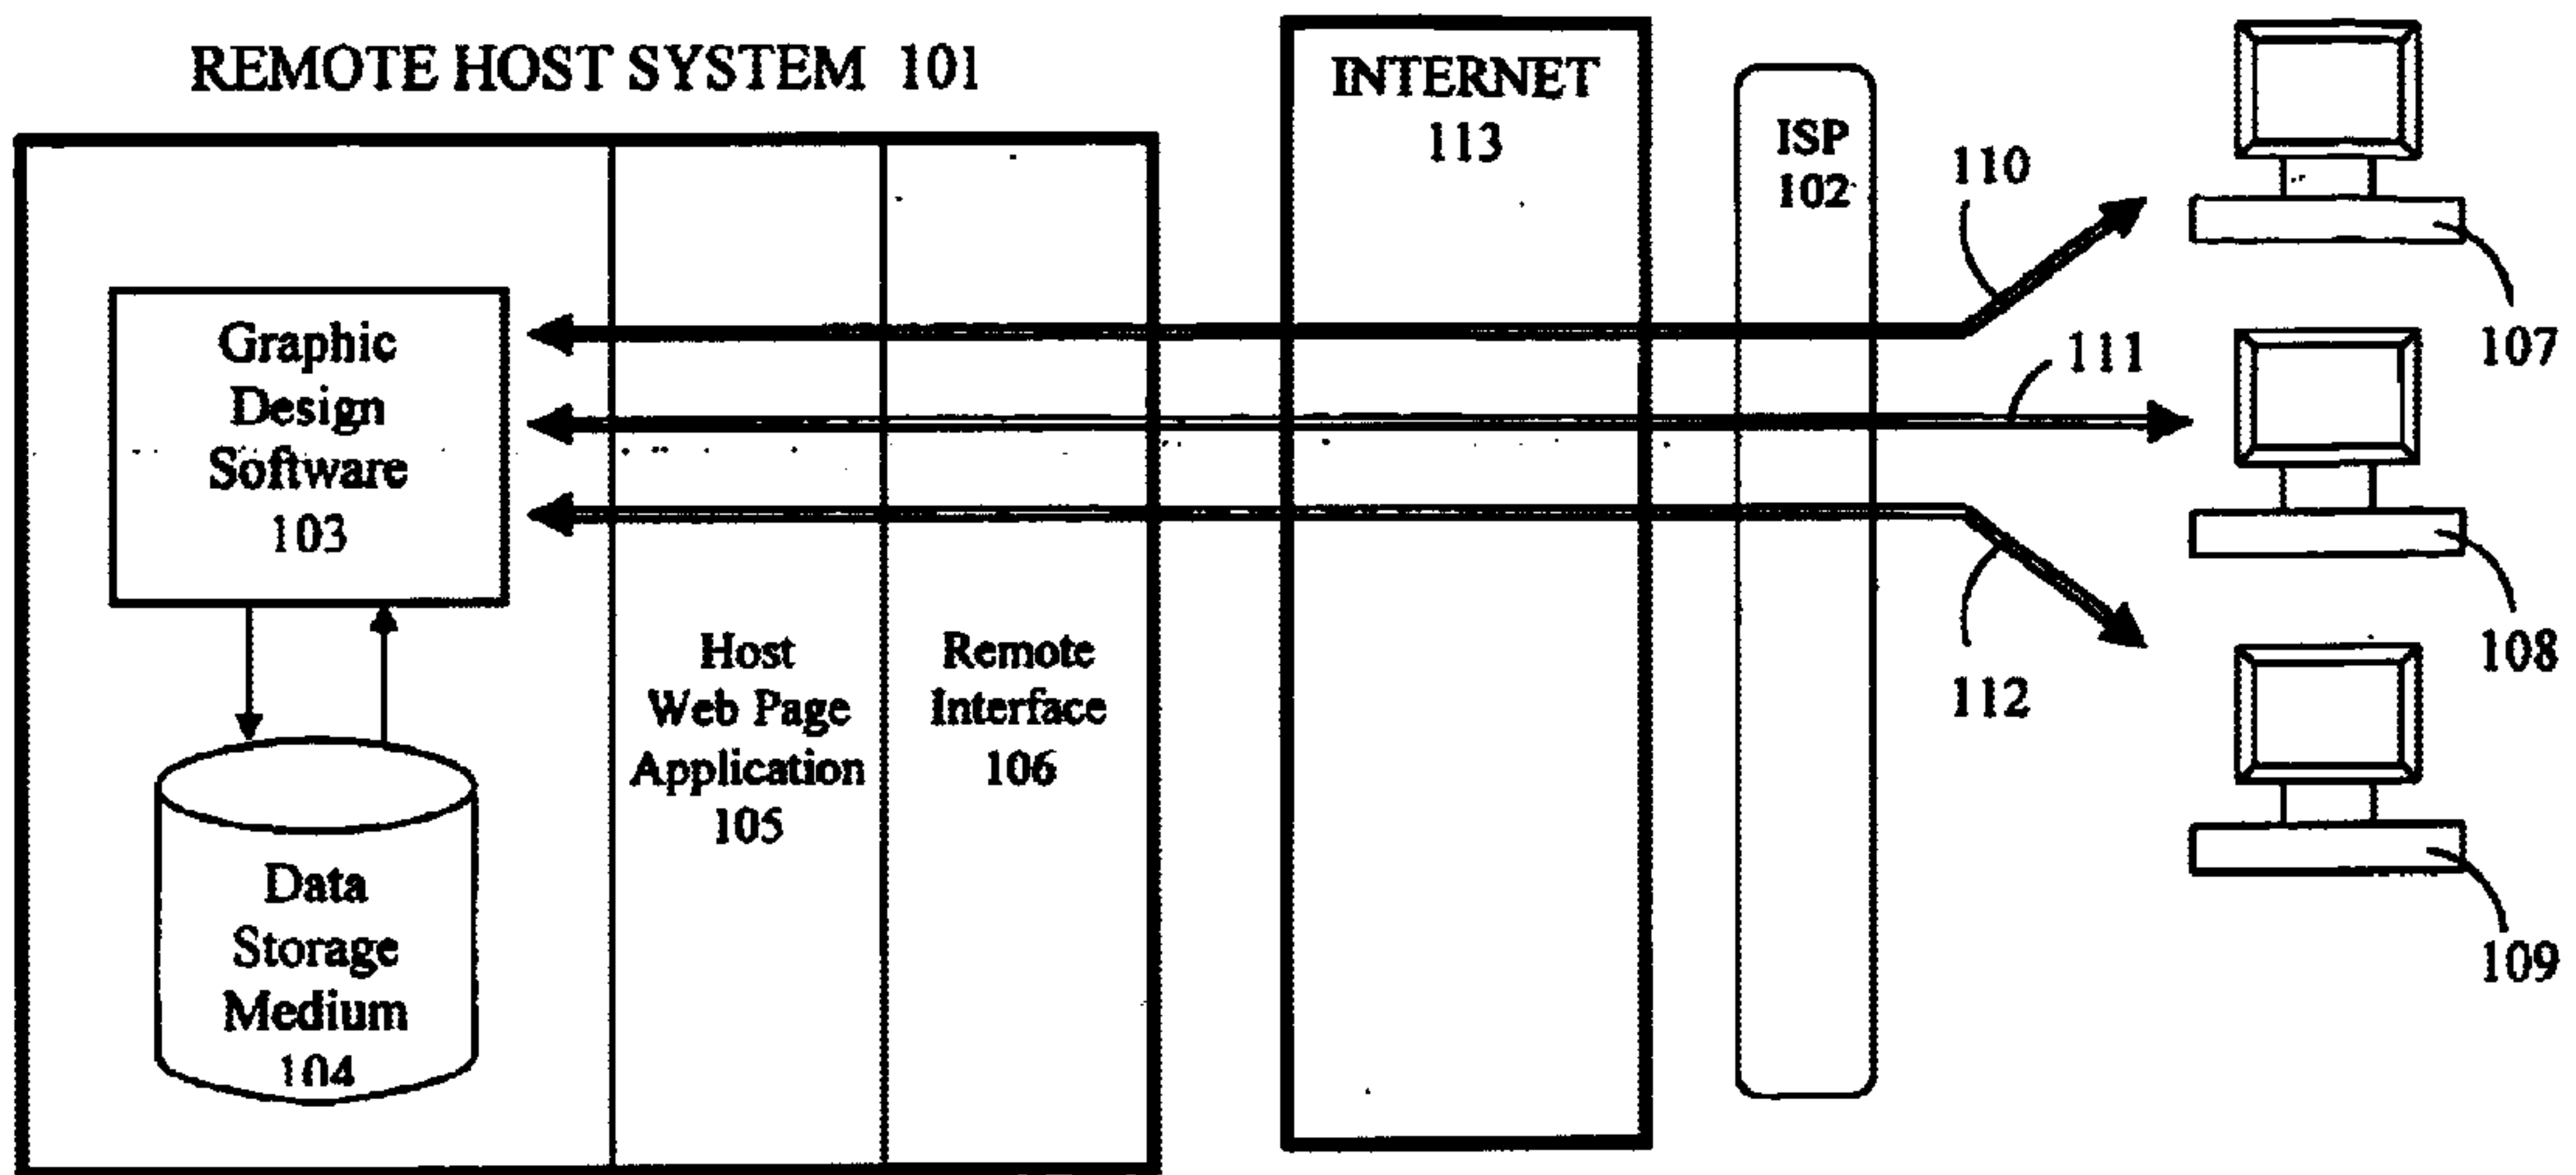 REMOTE HOST SYSTEM 101
Graphic
Design
Software
103
Data
Storage
Medium
104
Host
Web Page
Application
105
Remote
Interface
106
INTERNET
113
ISP
102
110
111
112
107
108
109